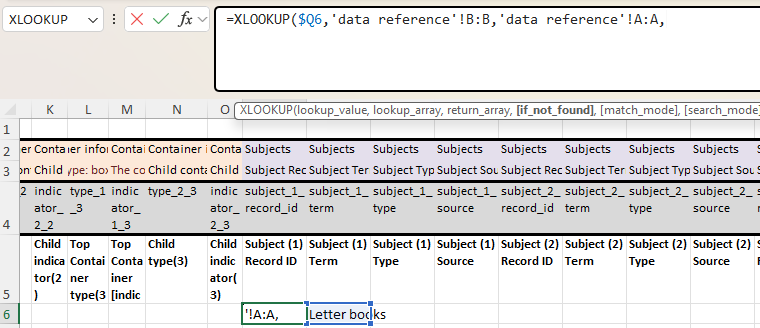 XLOOKUP
fx
=XLOOKUP($Q6,'data reference'!B:B,'data reference'!A:A,
XLOOKUP(lookup_value, lookup_array, return_array, [if_not_found], [match_mode], [search_mode]
K L M N O
1
2 er Conta ner infor Contai Container i Conta Subjects Subjects Subjects Subjects Subjects Subjects Subjects Subjects
3 on Child ype: box The co Child conta Child Subject Rec Subject Ter Subject Typ Subject Sou Subject Rec Subject Ter Subject Typ Subject Sou
4 2 indic ator_ 2_2 type_1 _3 indic ator_ 1_3 type_2_3 indic ator_ 2_3 subject_1_ record_id subject_1_ term subject_1_ type subject_1_ source subject_2_ record_id subject_2_ term subject_2_ type subject_2_ source
5 Child indica tor(2 ) Top Contai ner type(3 Top Conta iner [indic Child type(3) Child indic ator( 3) Subject (1) Record ID Subject (1) Term Subject (1) Type Subject (1) Source Subject (2) Record ID Subject (2) Term Subject (2) Type Subject (2) Source
6 '!A:A, Letter books